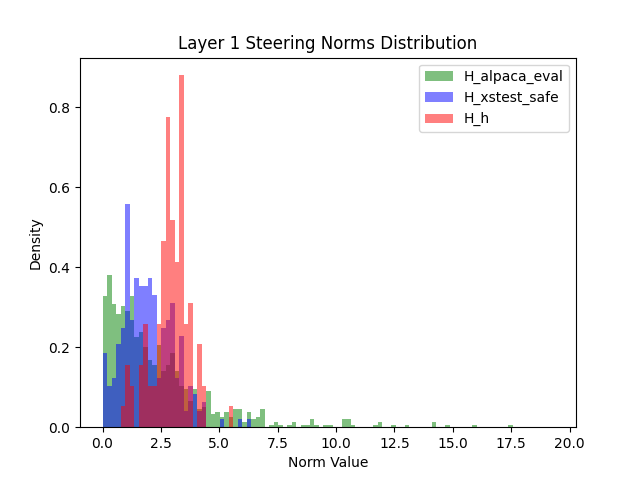 Layer 1 Steering Norms Distribution
H_alpaca_eval
H_xstest_safe
H_h
Density
0.8
0.6
0.4
0.2
0.0
0.0 2.5 5.0 7.5 10.0 12.5 15.0 17.5 20.0
Norm Value